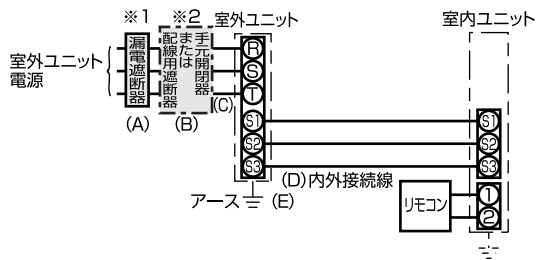 ※1
※2
室外ユニット
室内ユニット
室外ユニット
電源
漏電遮断器
手元開閉器
または
配線用遮断器
R
S
T
S1
S2
S3
S1
S2
S3
(A)
(B)
(C)
(D)内外接続線
アース
(E)
リモコン
1
2